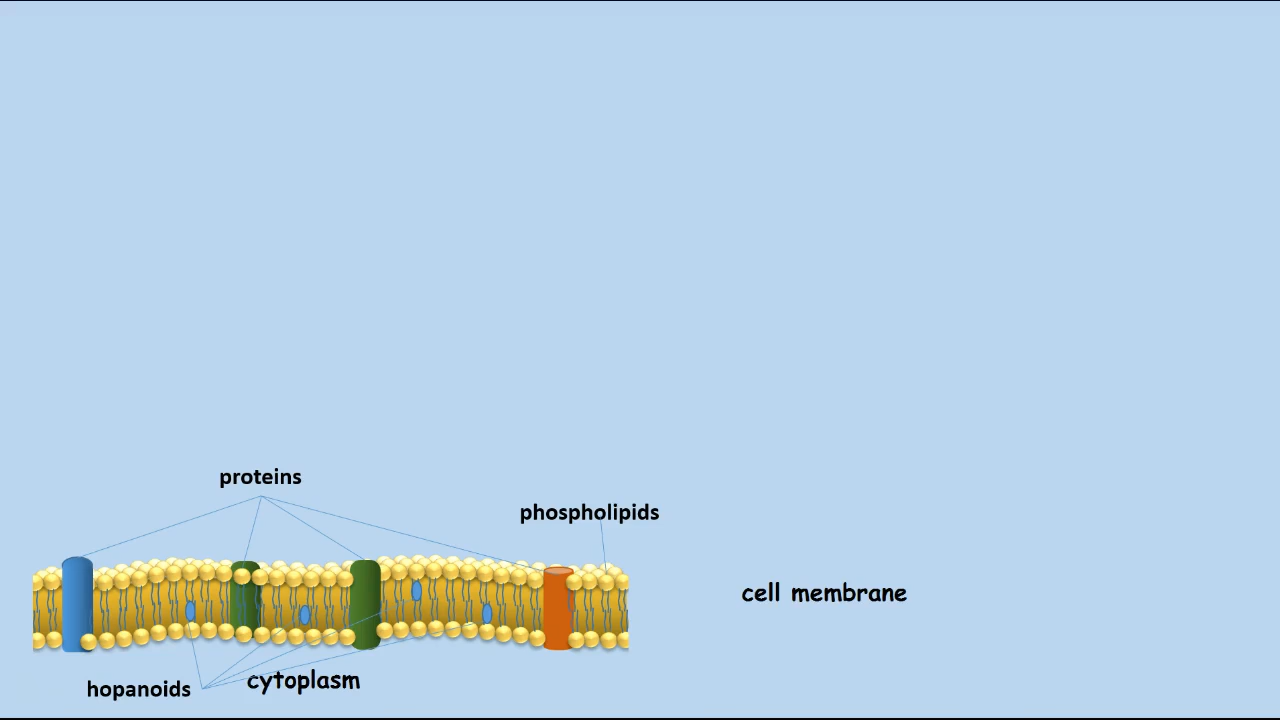 proteins
phospholipids
cell membrane
cytoplasm
hopanoids